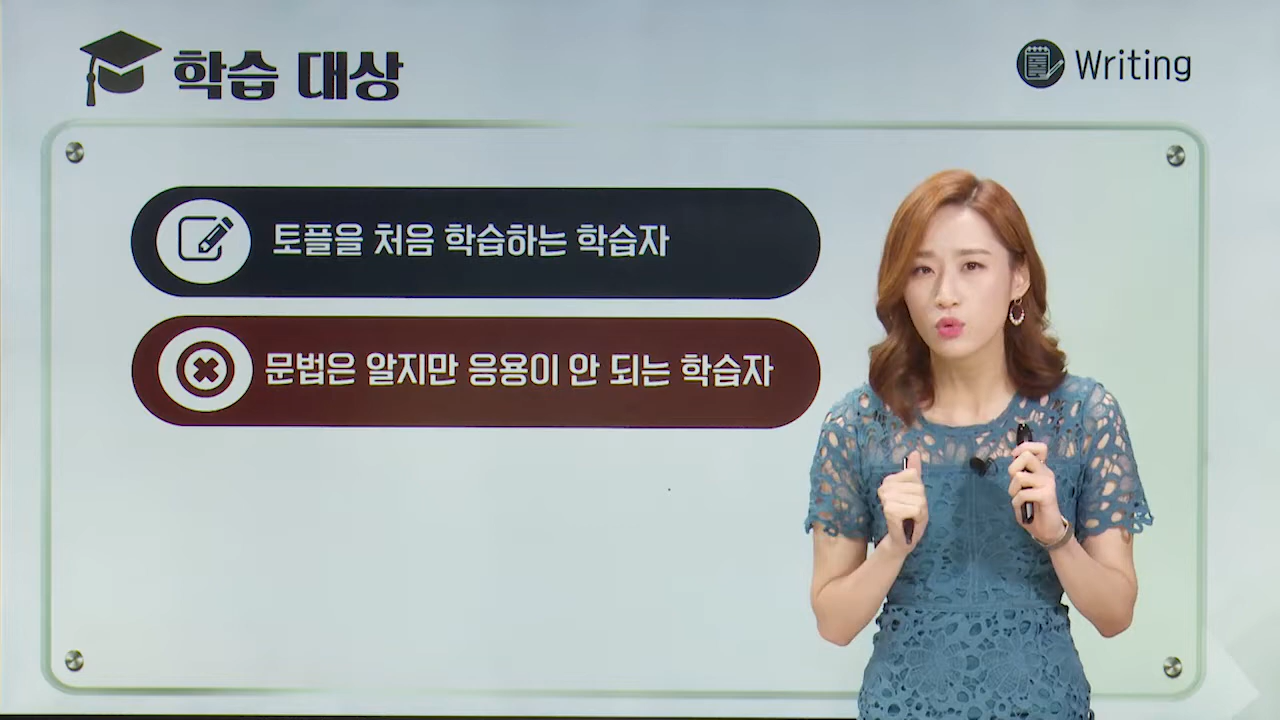 학습 대상
Writing
토플을 처음 학습하는 학습자
문법은 알지만 응용이 안 되는 학습자